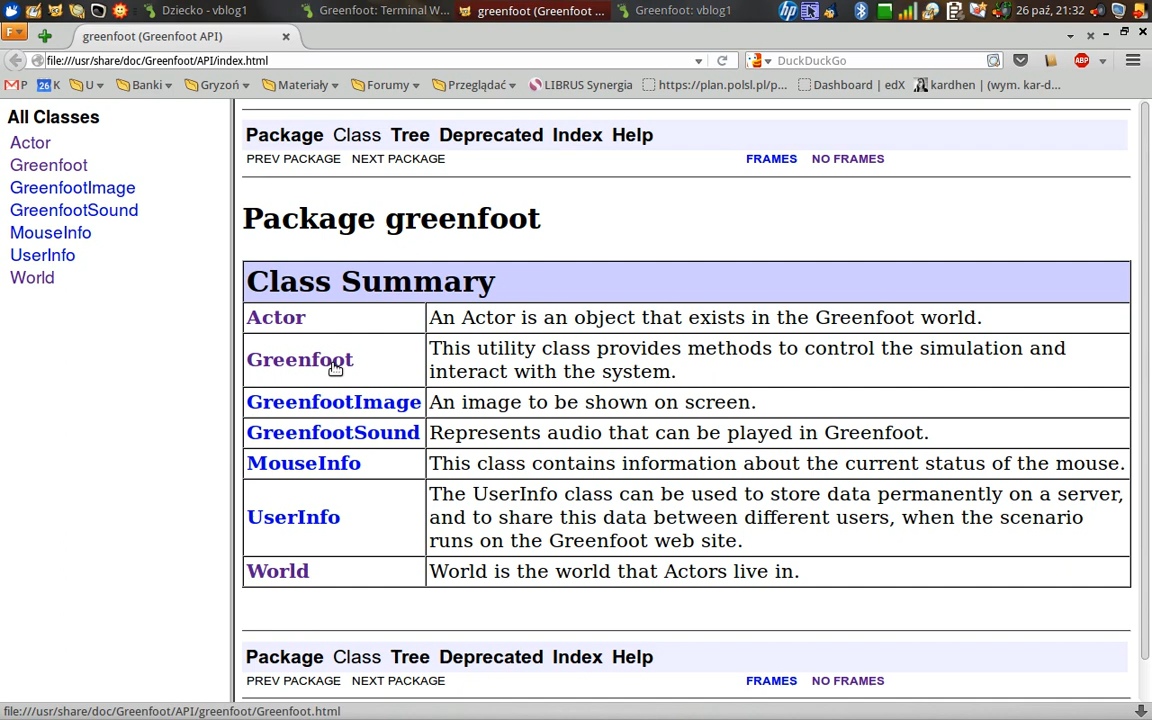 Dziecko - vblog1
Greenfoot: Terminal W...
greenfoot (Greenfoot ...
Greenfoot: vblog1
26 paź, 21:32
F
greenfoot (Greenfoot API)
file:///usr/share/doc/Greenfoot/API/index.html
DuckDuckGo
ABP
P
26 K
U
Banki
Gryzoń
Materiały
Forumy
Przeglądać
LIBRUS Synergia
https://plan.polsl.pl/p...
Dashboard | edX
kardhen | (wym. kar-d...
All Classes
Actor
Greenfoot
GreenfootImage
GreenfootSound
MouseInfo
UserInfo
World
Package Class Tree Deprecated Index Help
PREV PACKAGE NEXT PACKAGE
FRAMES NO FRAMES
Package greenfoot
Class Summary
Actor An Actor is an object that exists in the Greenfoot world.
Greenfoot This utility class provides methods to control the simulation and
interact with the system.
GreenfootImage An image to be shown on screen.
GreenfootSound Represents audio that can be played in Greenfoot.
MouseInfo This class contains information about the current status of the mouse.
UserInfo The UserInfo class can be used to store data permanently on a server,
and to share this data between different users, when the scenario
runs on the Greenfoot web site.
World World is the world that Actors live in.
Package Class Tree Deprecated Index Help
PREV PACKAGE NEXT PACKAGE
FRAMES NO FRAMES
file:///usr/share/doc/Greenfoot/API/greenfoot/Greenfoot.html